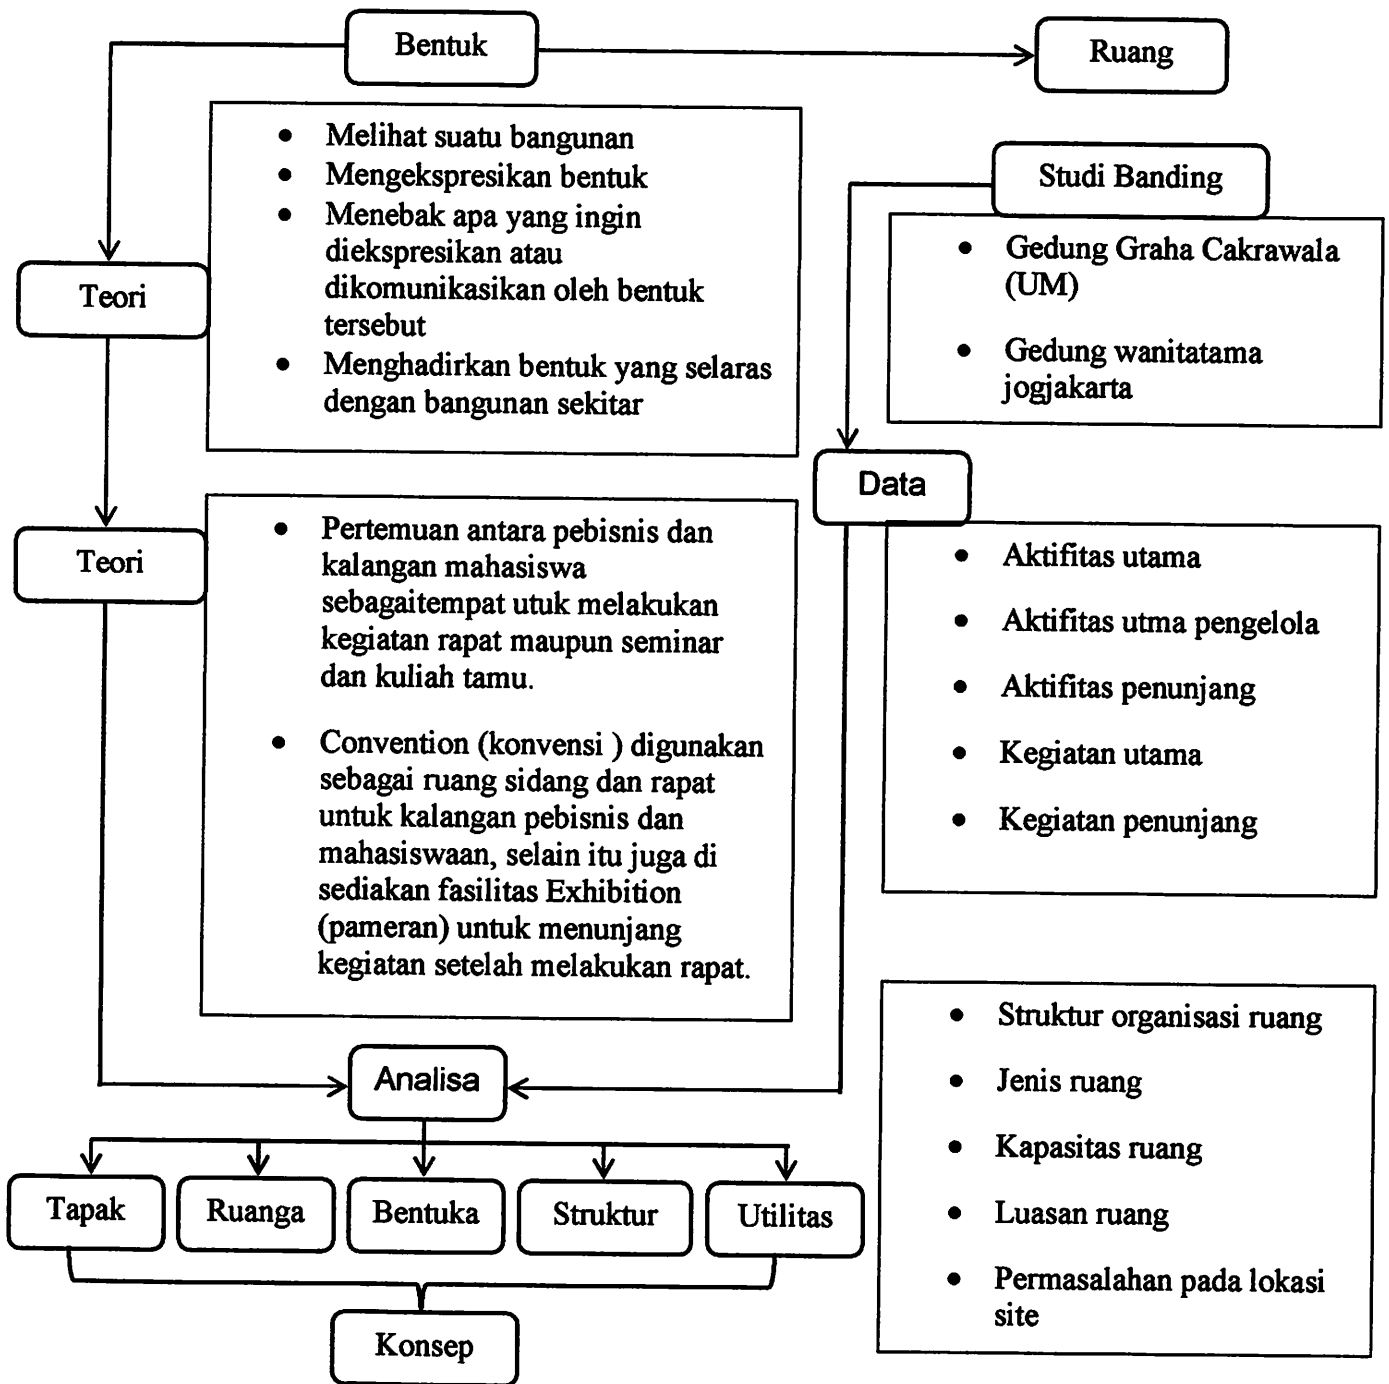 Bentuk
Ruang
• Melihat suatu bangunan
• Mengekspresikan bentuk
• Menebak apa yang ingin
diekspresikan atau
dikomunikasikan oleh bentuk
tersebut
• Menghadirkan bentuk yang selaras
dengan bangunan sekitar
Teori
Studi Banding
• Gedung Graha Cakrawala
(UM)
• Gedung wanitatama
jogjakarta
Data
Teori
• Pertemuan antara pebisnis dan
kalangan mahasiswa
sebagaitempat utuk melakukan
kegiatan rapat maupun seminar
dan kuliah tamu.
• Convention (konvensi ) digunakan
sebagai ruang sidang dan rapat
untuk kalangan pebisnis dan
mahasiswaan, selain itu juga di
sediakan fasilitas Exhibition
(pameran) untuk menunjang
kegiatan setelah melakukan rapat.
• Aktifitas utama
• Aktifitas utma pengelola
• Aktifitas penunjang
• Kegiatan utama
• Kegiatan penunjang
• Struktur organisasi ruang
• Jenis ruang
• Kapasitas ruang
• Luasan ruang
• Permasalahan pada lokasi
site
Analisa
Tapak
Ruanga
Bentuka
Struktur
Utilitas
Konsep